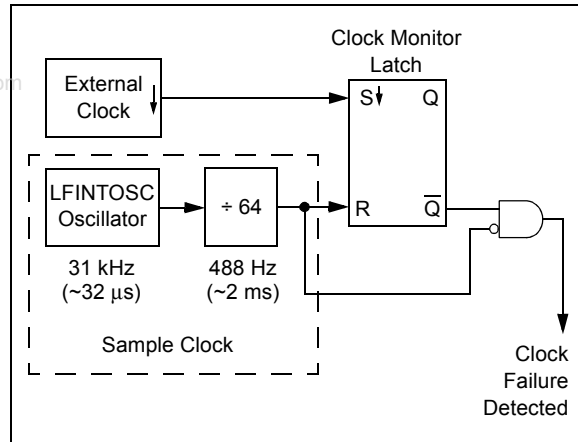 Clock Monitor
Latch
om
External
Clock
S Q
LFINTOSC
Oscillator
÷ 64
R Q̅
31 kHz
(~32 μs)
488 Hz
(~2 ms)
Sample Clock
Clock
Failure
Detected